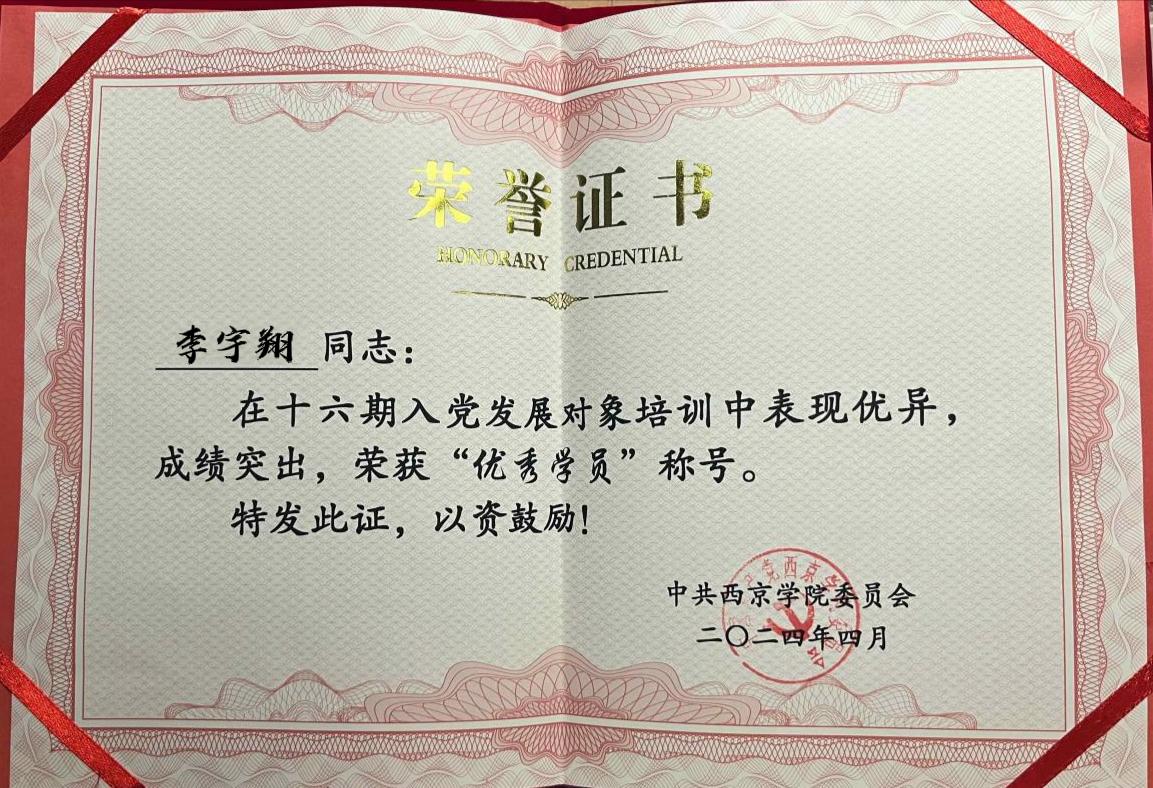 荣誉证书
HONORARY CREDENTIAL
李宇翔 同志：
在十六期入党发展对象培训中表现优异，
成绩突出，荣获“优秀学员”称号。
特发此证，以资鼓励！
中共西京学院委员会
二〇二四年四月